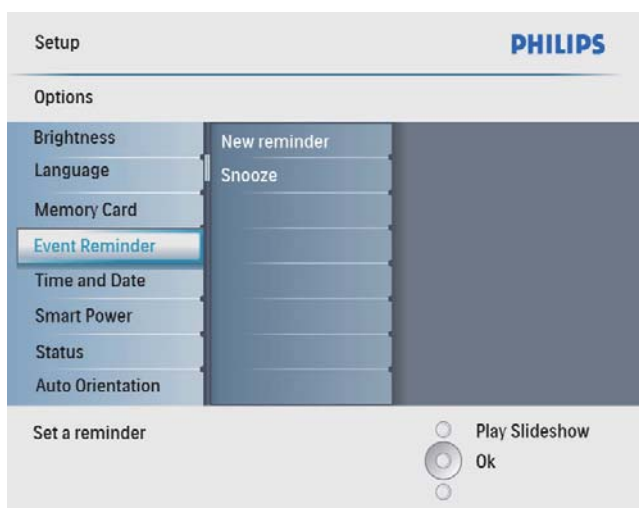 Setup
PHILIPS
Options
Brightness
Language
Memory Card
Event Reminder
Time and Date
Smart Power
Status
Auto Orientation
New reminder
Snooze
Set a reminder
Play Slideshow
Ok